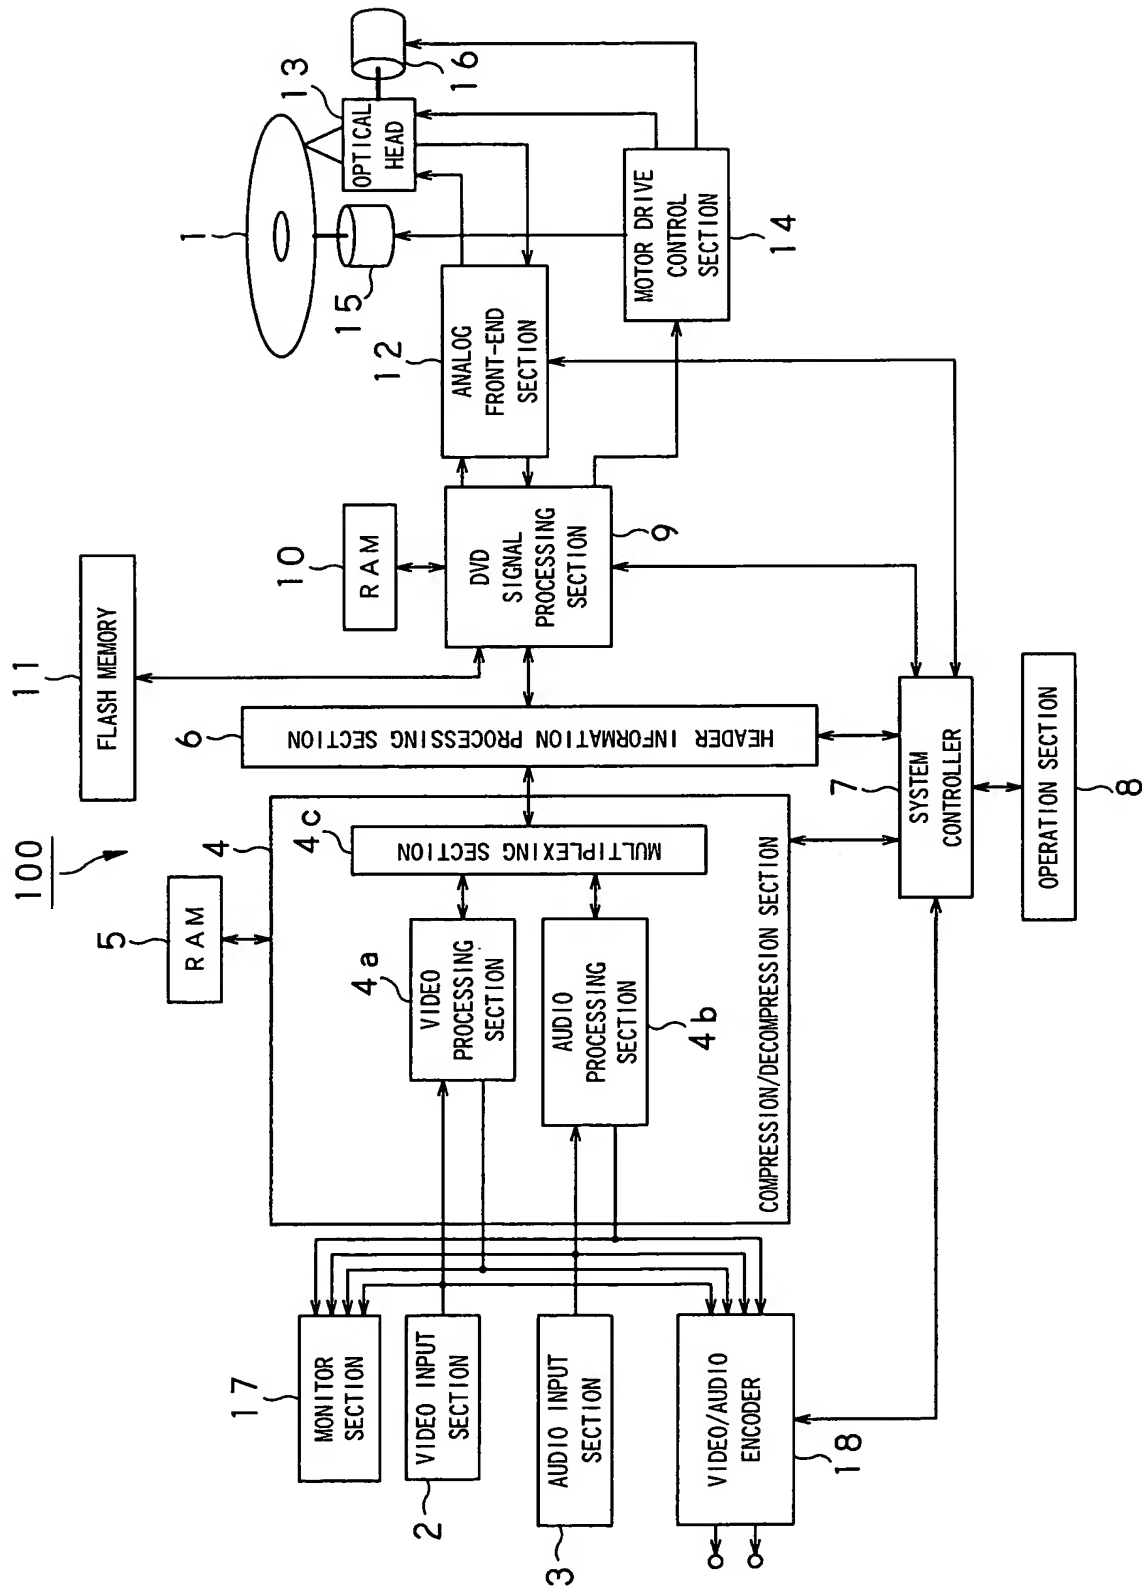 100
1
13
OPTICAL
HEAD
16
15
11
FLASH MEMORY
10
RAM
12
ANALOG
FRONT-END
SECTION
MOTOR DRIVE
CONTROL
SECTION
14
DVD
SIGNAL
PROCESSING
SECTION
9
6
HEADER INFORMATION PROCESSING SECTION
5
RAM
4
4c
MULTIPLEXING SECTION
4a
VIDEO
PROCESSING
SECTION
AUDIO
PROCESSING
SECTION
4b
COMPRESSION/DECOMPRESSION SECTION
7
SYSTEM
CONTROLLER
OPERATION SECTION
8
17
MONITOR
SECTION
VIDEO INPUT
SECTION
2
AUDIO INPUT
SECTION
3
VIDEO/AUDIO
ENCODER
18